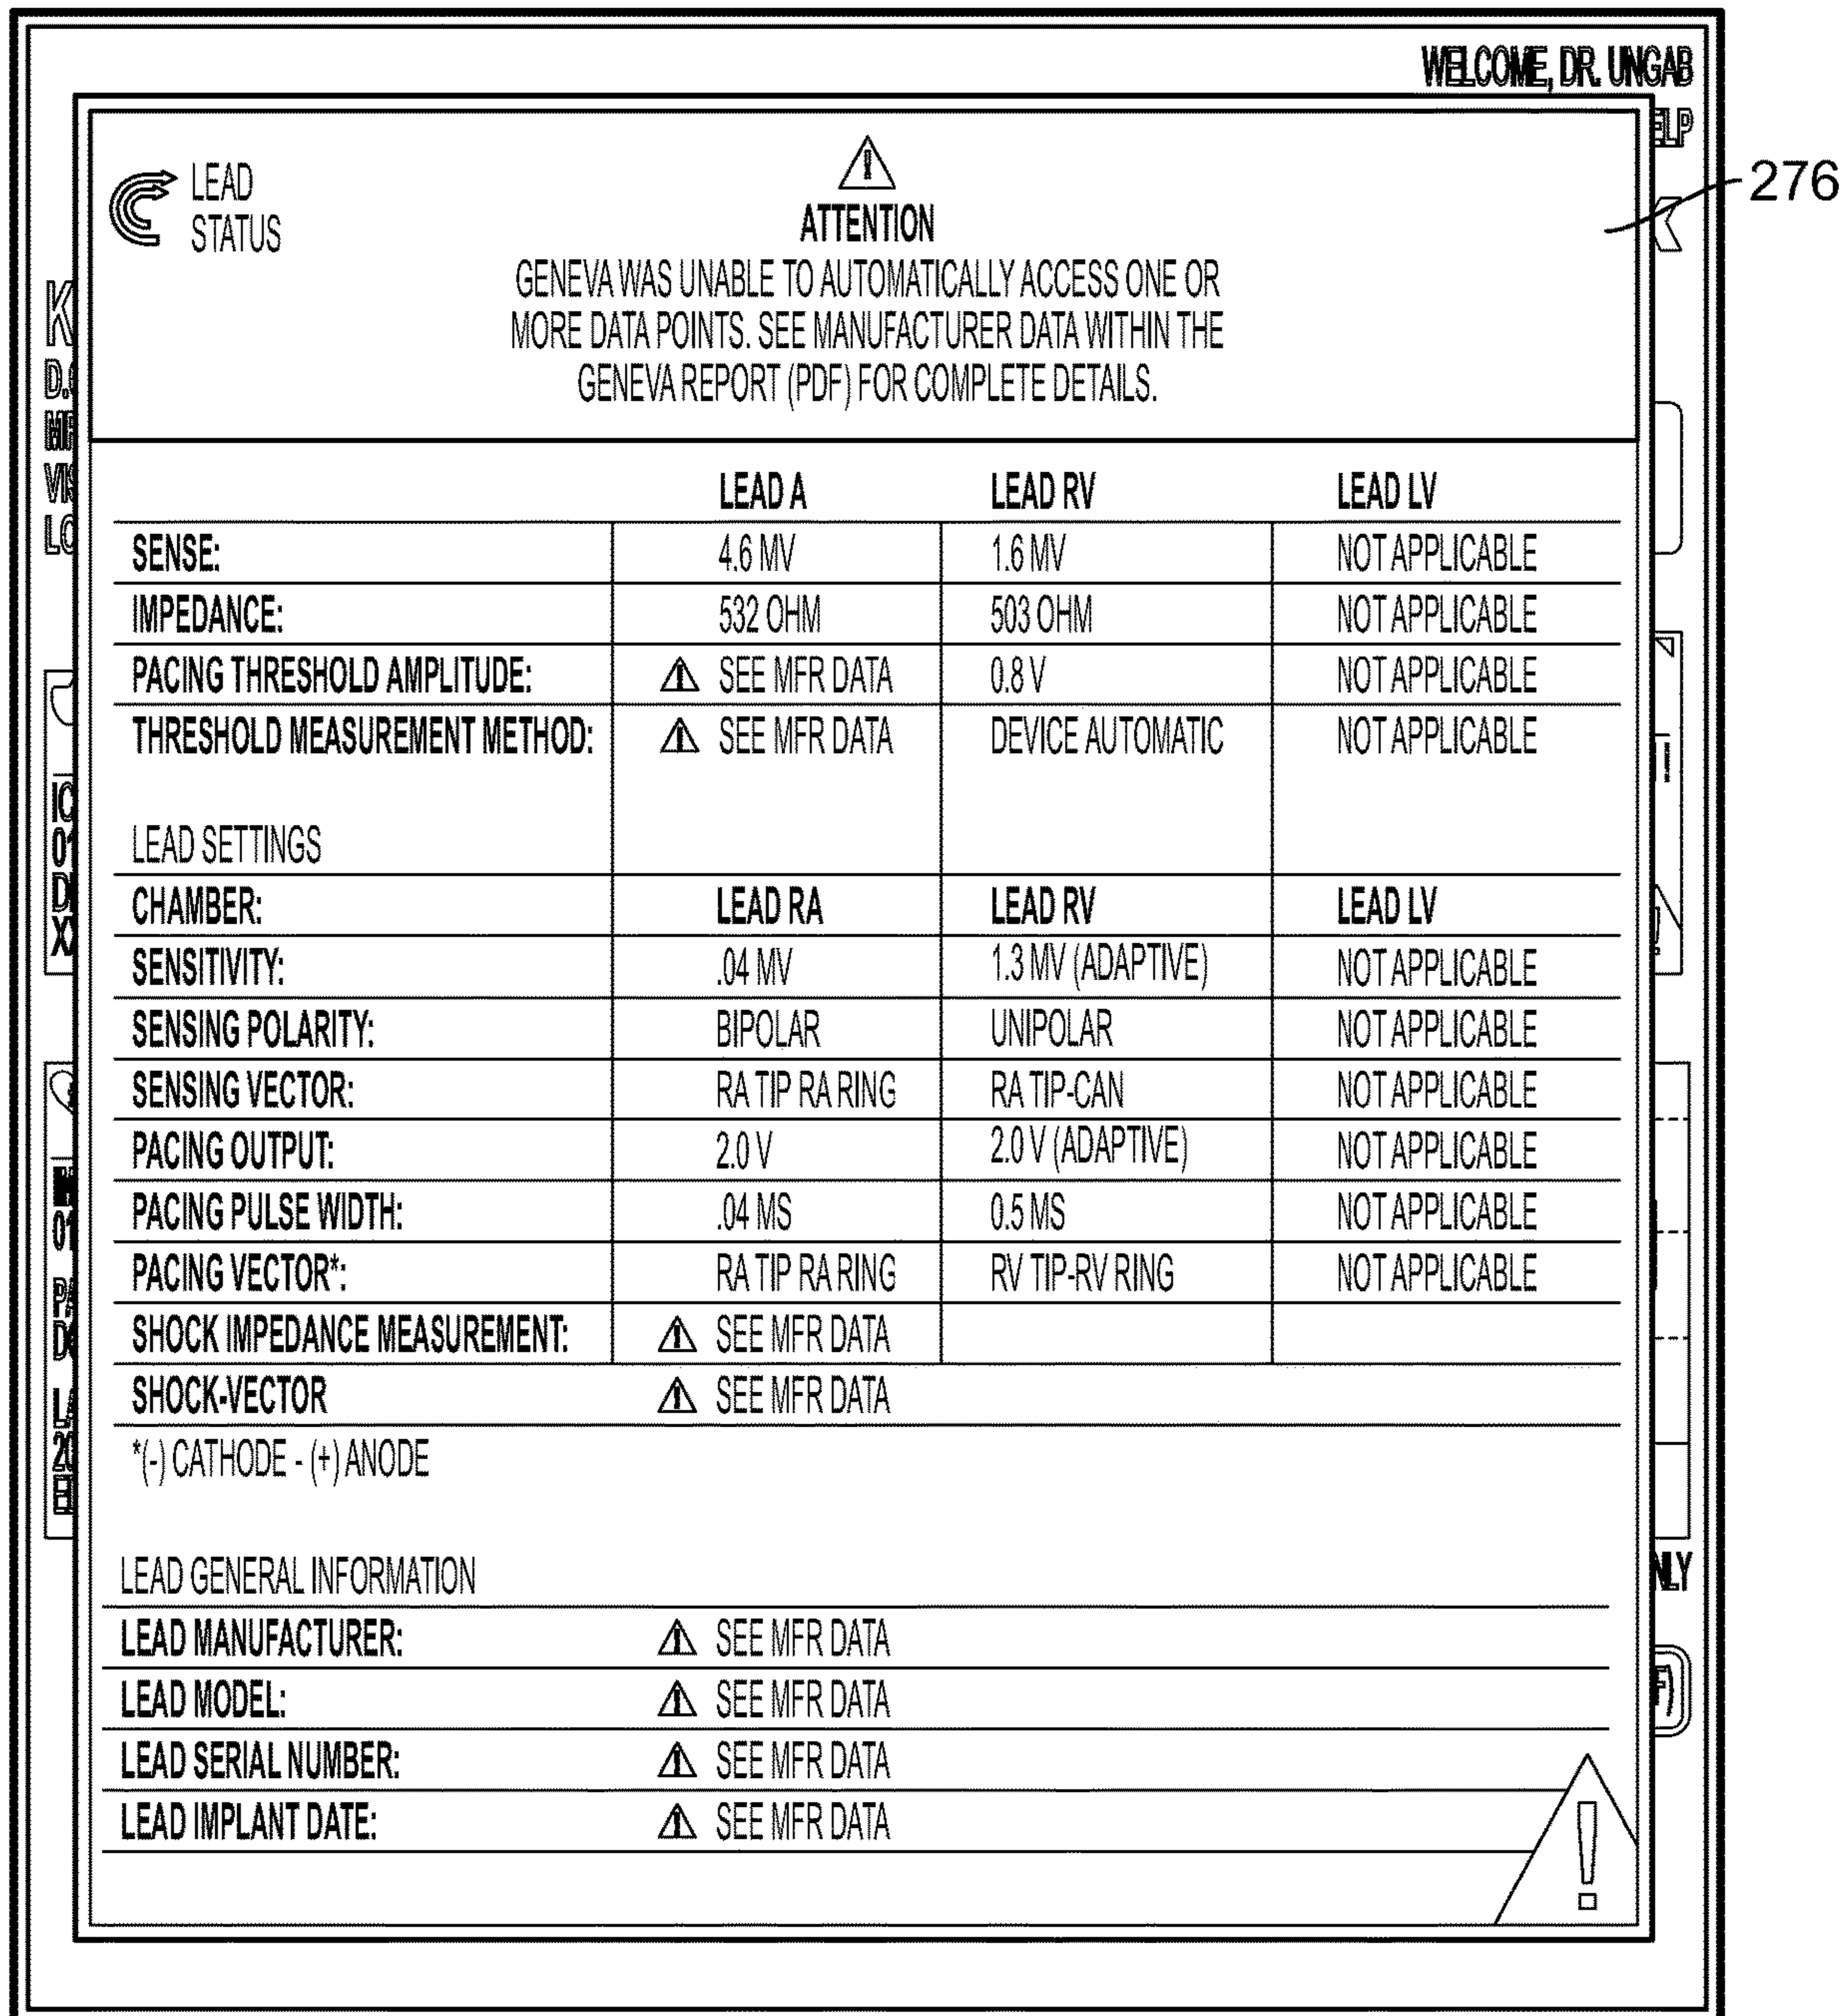 WELCOME, DR. UNGAB
276
LEAD
STATUS
ATTENTION
GENEVA WAS UNABLE TO AUTOMATICALLY ACCESS ONE OR
MORE DATA POINTS. SEE MANUFACTURER DATA WITHIN THE
GENEVA REPORT (PDF) FOR COMPLETE DETAILS.
LEAD A LEAD RV LEAD LV
SENSE: 4.6 MV 1.6 MV NOT APPLICABLE
IMPEDANCE: 532 OHM 503 OHM NOT APPLICABLE
PACING THRESHOLD AMPLITUDE: SEE MFR DATA 0.8 V NOT APPLICABLE
THRESHOLD MEASUREMENT METHOD: SEE MFR DATA DEVICE AUTOMATIC NOT APPLICABLE
LEAD SETTINGS
CHAMBER: LEAD RA LEAD RV LEAD LV
SENSITIVITY: .04 MV 1.3 MV (ADAPTIVE) NOT APPLICABLE
SENSING POLARITY: BIPOLAR UNIPOLAR NOT APPLICABLE
SENSING VECTOR: RA TIP RA RING RA TIP-CAN NOT APPLICABLE
PACING OUTPUT: 2.0 V 2.0 V (ADAPTIVE) NOT APPLICABLE
PACING PULSE WIDTH: .04 MS 0.5 MS NOT APPLICABLE
PACING VECTOR*: RA TIP RA RING RV TIP-RV RING NOT APPLICABLE
SHOCK IMPEDANCE MEASUREMENT: SEE MFR DATA
SHOCK-VECTOR SEE MFR DATA
*(-) CATHODE - (+) ANODE
LEAD GENERAL INFORMATION
LEAD MANUFACTURER: SEE MFR DATA
LEAD MODEL: SEE MFR DATA
LEAD SERIAL NUMBER: SEE MFR DATA
LEAD IMPLANT DATE: SEE MFR DATA